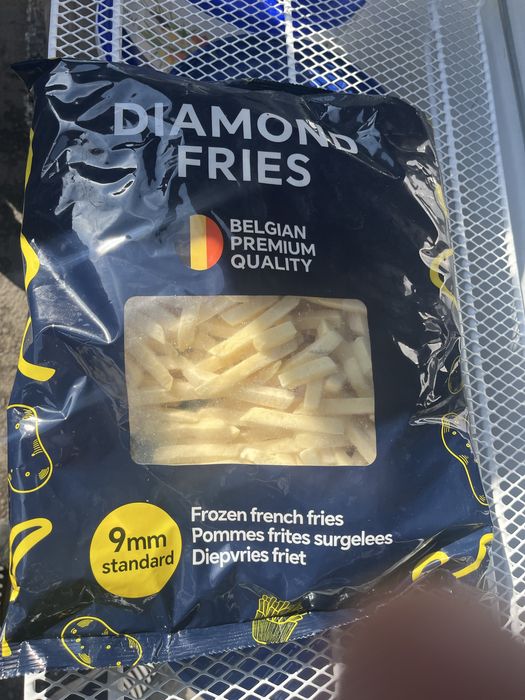 DIAMOND
FRIES
BELGIAN
PREMIUM
QUALITY
9mm
standard
Frozen french fries
Pommes frites surgelees
Diepvries friet